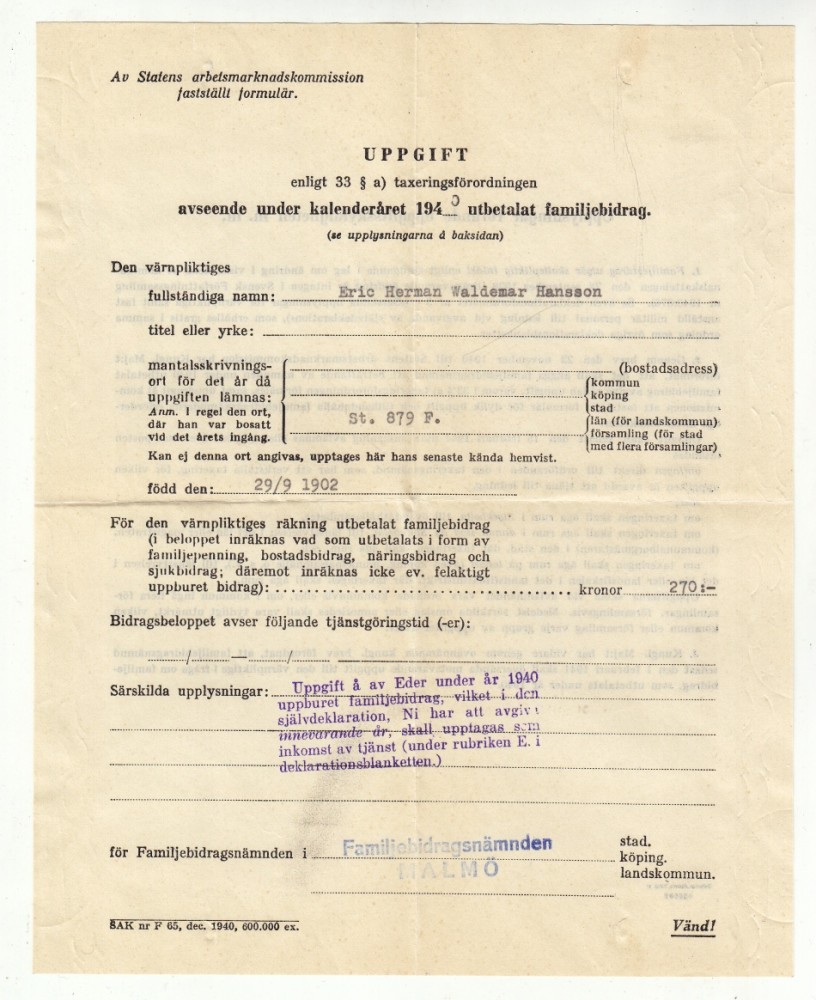 Av Statens arbetsmarknadskommission
fastställt formulär.
UPPGIFT
enligt 33 § a) taxeringsförordningen
avseende under kalenderåret 1940 utbetalat familjebidrag.
(se upplysningarna å baksidan)
Den värnpliktiges
fullständiga namn: Eric Herman Waldemar Hansson
titel eller yrke:
mantalsskrivnings-
ort för det år då
uppgiften lämnas:
Anm. I regel den ort,
där han var bosatt
vid det årets ingång.
St. 879 F.
(bostadsadress)
kommun
köping
stad
län (för landskommun)
församling (för stad
med flera församlingar)
Kan ej denna ort angivas, upptages här hans senaste kända hemvist.
född den: 29/9 1902
För den värnpliktiges räkning utbetalat familjebidrag
(i beloppet inräknas vad som utbetalats i form av
familjepenning, bostadsbidrag, näringsbidrag och
sjukbidrag; däremot inräknas icke ev. felaktigt
uppburet bidrag): kronor 270:-
Bidragsbeloppet avser följande tjänstgöringstid (-er):
/ — /
Särskilda upplysningar: Uppgift å av Eder under år 1940
uppburet familjebidrag, vilket i den
självdeklaration, Ni har att avgiva
innevarande år, skall upptagas som
inkomst av tjänst (under rubriken E. i
deklarationsblanketten.)
för Familjebidragsnämnden i Familjebidragsnämnden
MALMÖ
stad.
köping.
landskommun.
SAK nr F 65, dec. 1940, 600.000 ex.
Vänd!